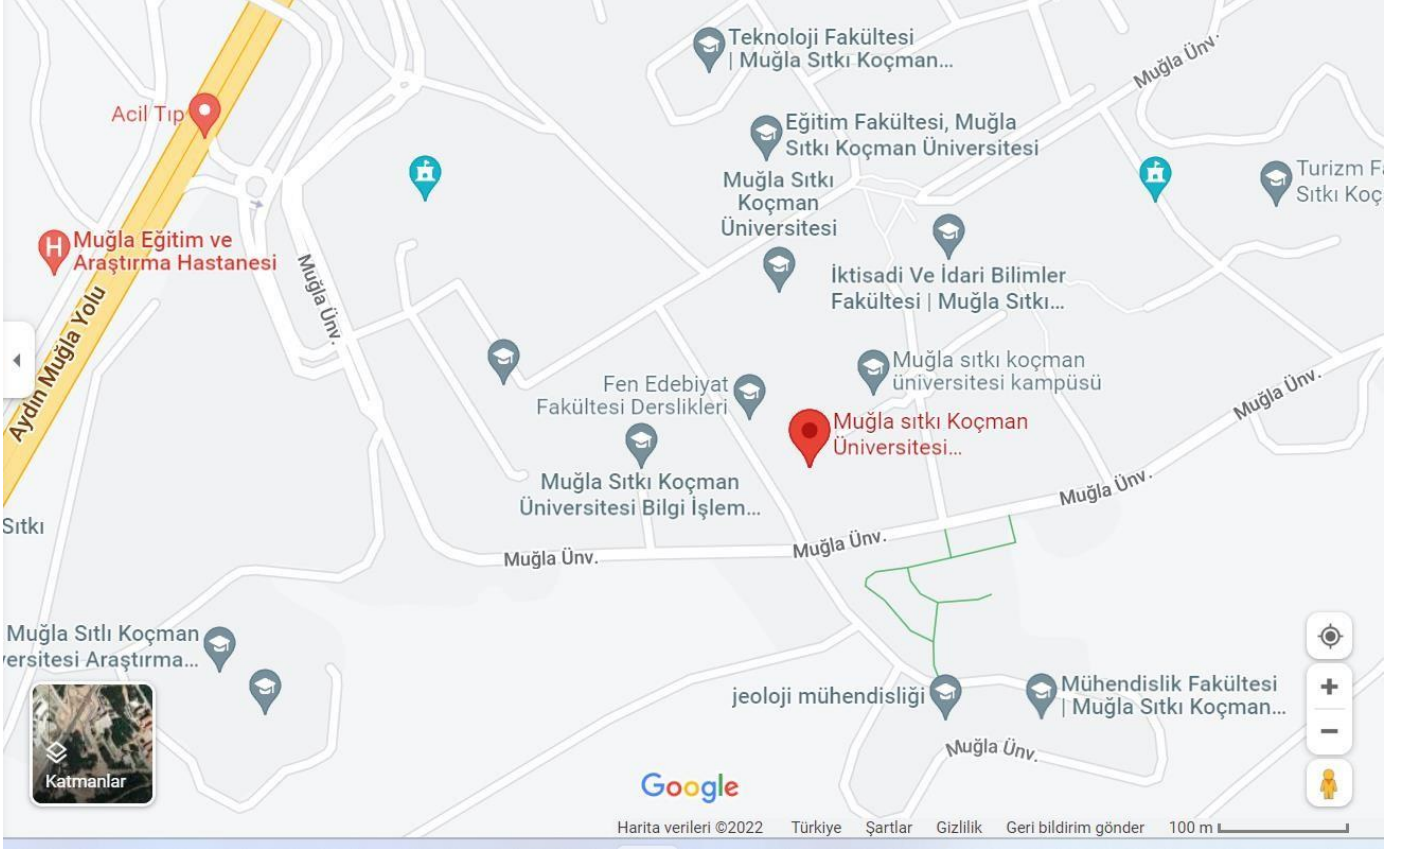 Teknoloji Fakültesi
| Muğla Sıtkı Koçman...
Muğla Ünv.
Acil Tıp
Eğitim Fakültesi, Muğla
Sıtkı Koçman Üniversitesi
Muğla Sıtkı
Koçman
Üniversitesi
Turizm F
Sıtkı Koç
H
Muğla Eğitim ve
Araştırma Hastanesi
Muğla Ünv.
İktisadi Ve İdari Bilimler
Fakültesi | Muğla Sıtkı...
Aydın Muğla Yolu
Muğla sıtkı koçman
üniversitesi kampüsü
Fen Edebiyat
Fakültesi Derslikleri
Muğla Ünv.
Muğla sıtkı Koçman
Üniversitesi...
Muğla Sıtkı Koçman
Üniversitesi Bilgi İşlem...
Muğla Ünv.
Sıtkı
Muğla Ünv.
Muğla Ünv.
Muğla Sıtlı Koçman
versitesi Araştırma...
jeoloji mühendisliği
Mühendislik Fakültesi
| Muğla Sıtkı Koçman...
Muğla Ünv.
Katmanlar
Google
Harita verileri ©2022 Türkiye Şartlar Gizlilik Geri bildirim gönder 100 m